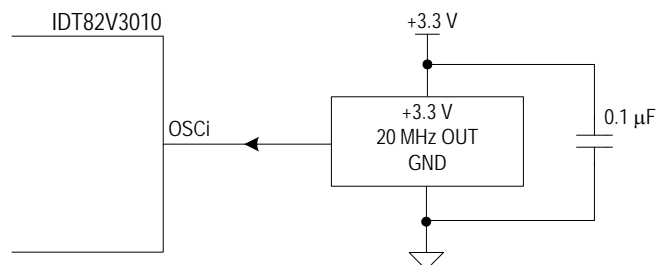 IDT82V3010
+3.3 V
OSCi
+3.3 V
20 MHz OUT
GND
0.1 μF